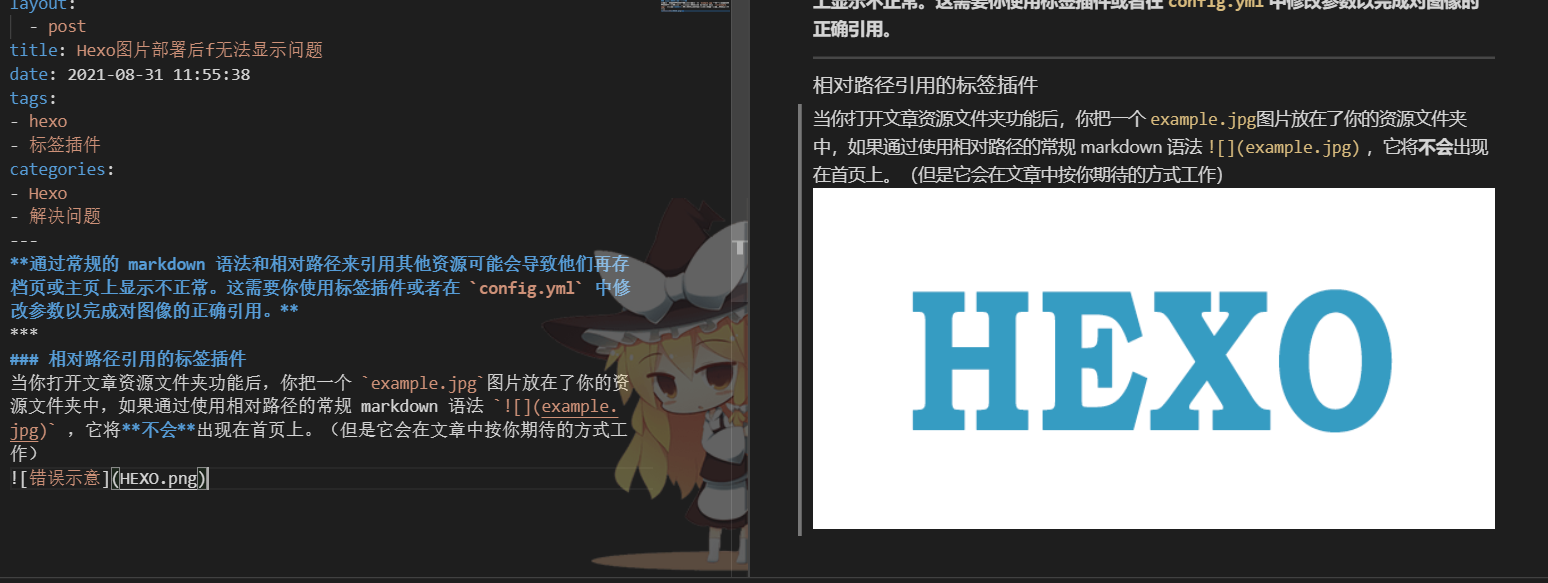 layout:
- post
title: Hexo图片部署后f无法显示问题
date: 2021-08-31 11:55:38
tags:
- hexo
- 标签插件
categories:
- Hexo
- 解决问题
---
**通过常规的 markdown 语法和相对路径来引用其他资源可能会导致他们再存
档页或主页上显示不正常。这需要你使用标签插件或者在 `config.yml` 中修
改参数以完成对图像的正确引用。**
***
### 相对路径引用的标签插件
当你打开文章资源文件夹功能后，你把一个 `example.jpg`图片放在了你的资
源文件夹中，如果通过使用相对路径的常规 markdown 语法 `![](example.
jpg)` ，它将**不会**出现在首页上。（但是它会在文章中按你期待的方式工
作）
![错误示意](HEXO.png)
上显示不正常。这需要你使用标签插件或者在 config.yml 中修改参数以完成对图像的
正确引用。
相对路径引用的标签插件
当你打开文章资源文件夹功能后，你把一个 example.jpg图片放在了你的资源文件夹
中，如果通过使用相对路径的常规 markdown 语法 ![](example.jpg) ，它将不会出现
在首页上。（但是它会在文章中按你期待的方式工作）
HEXO